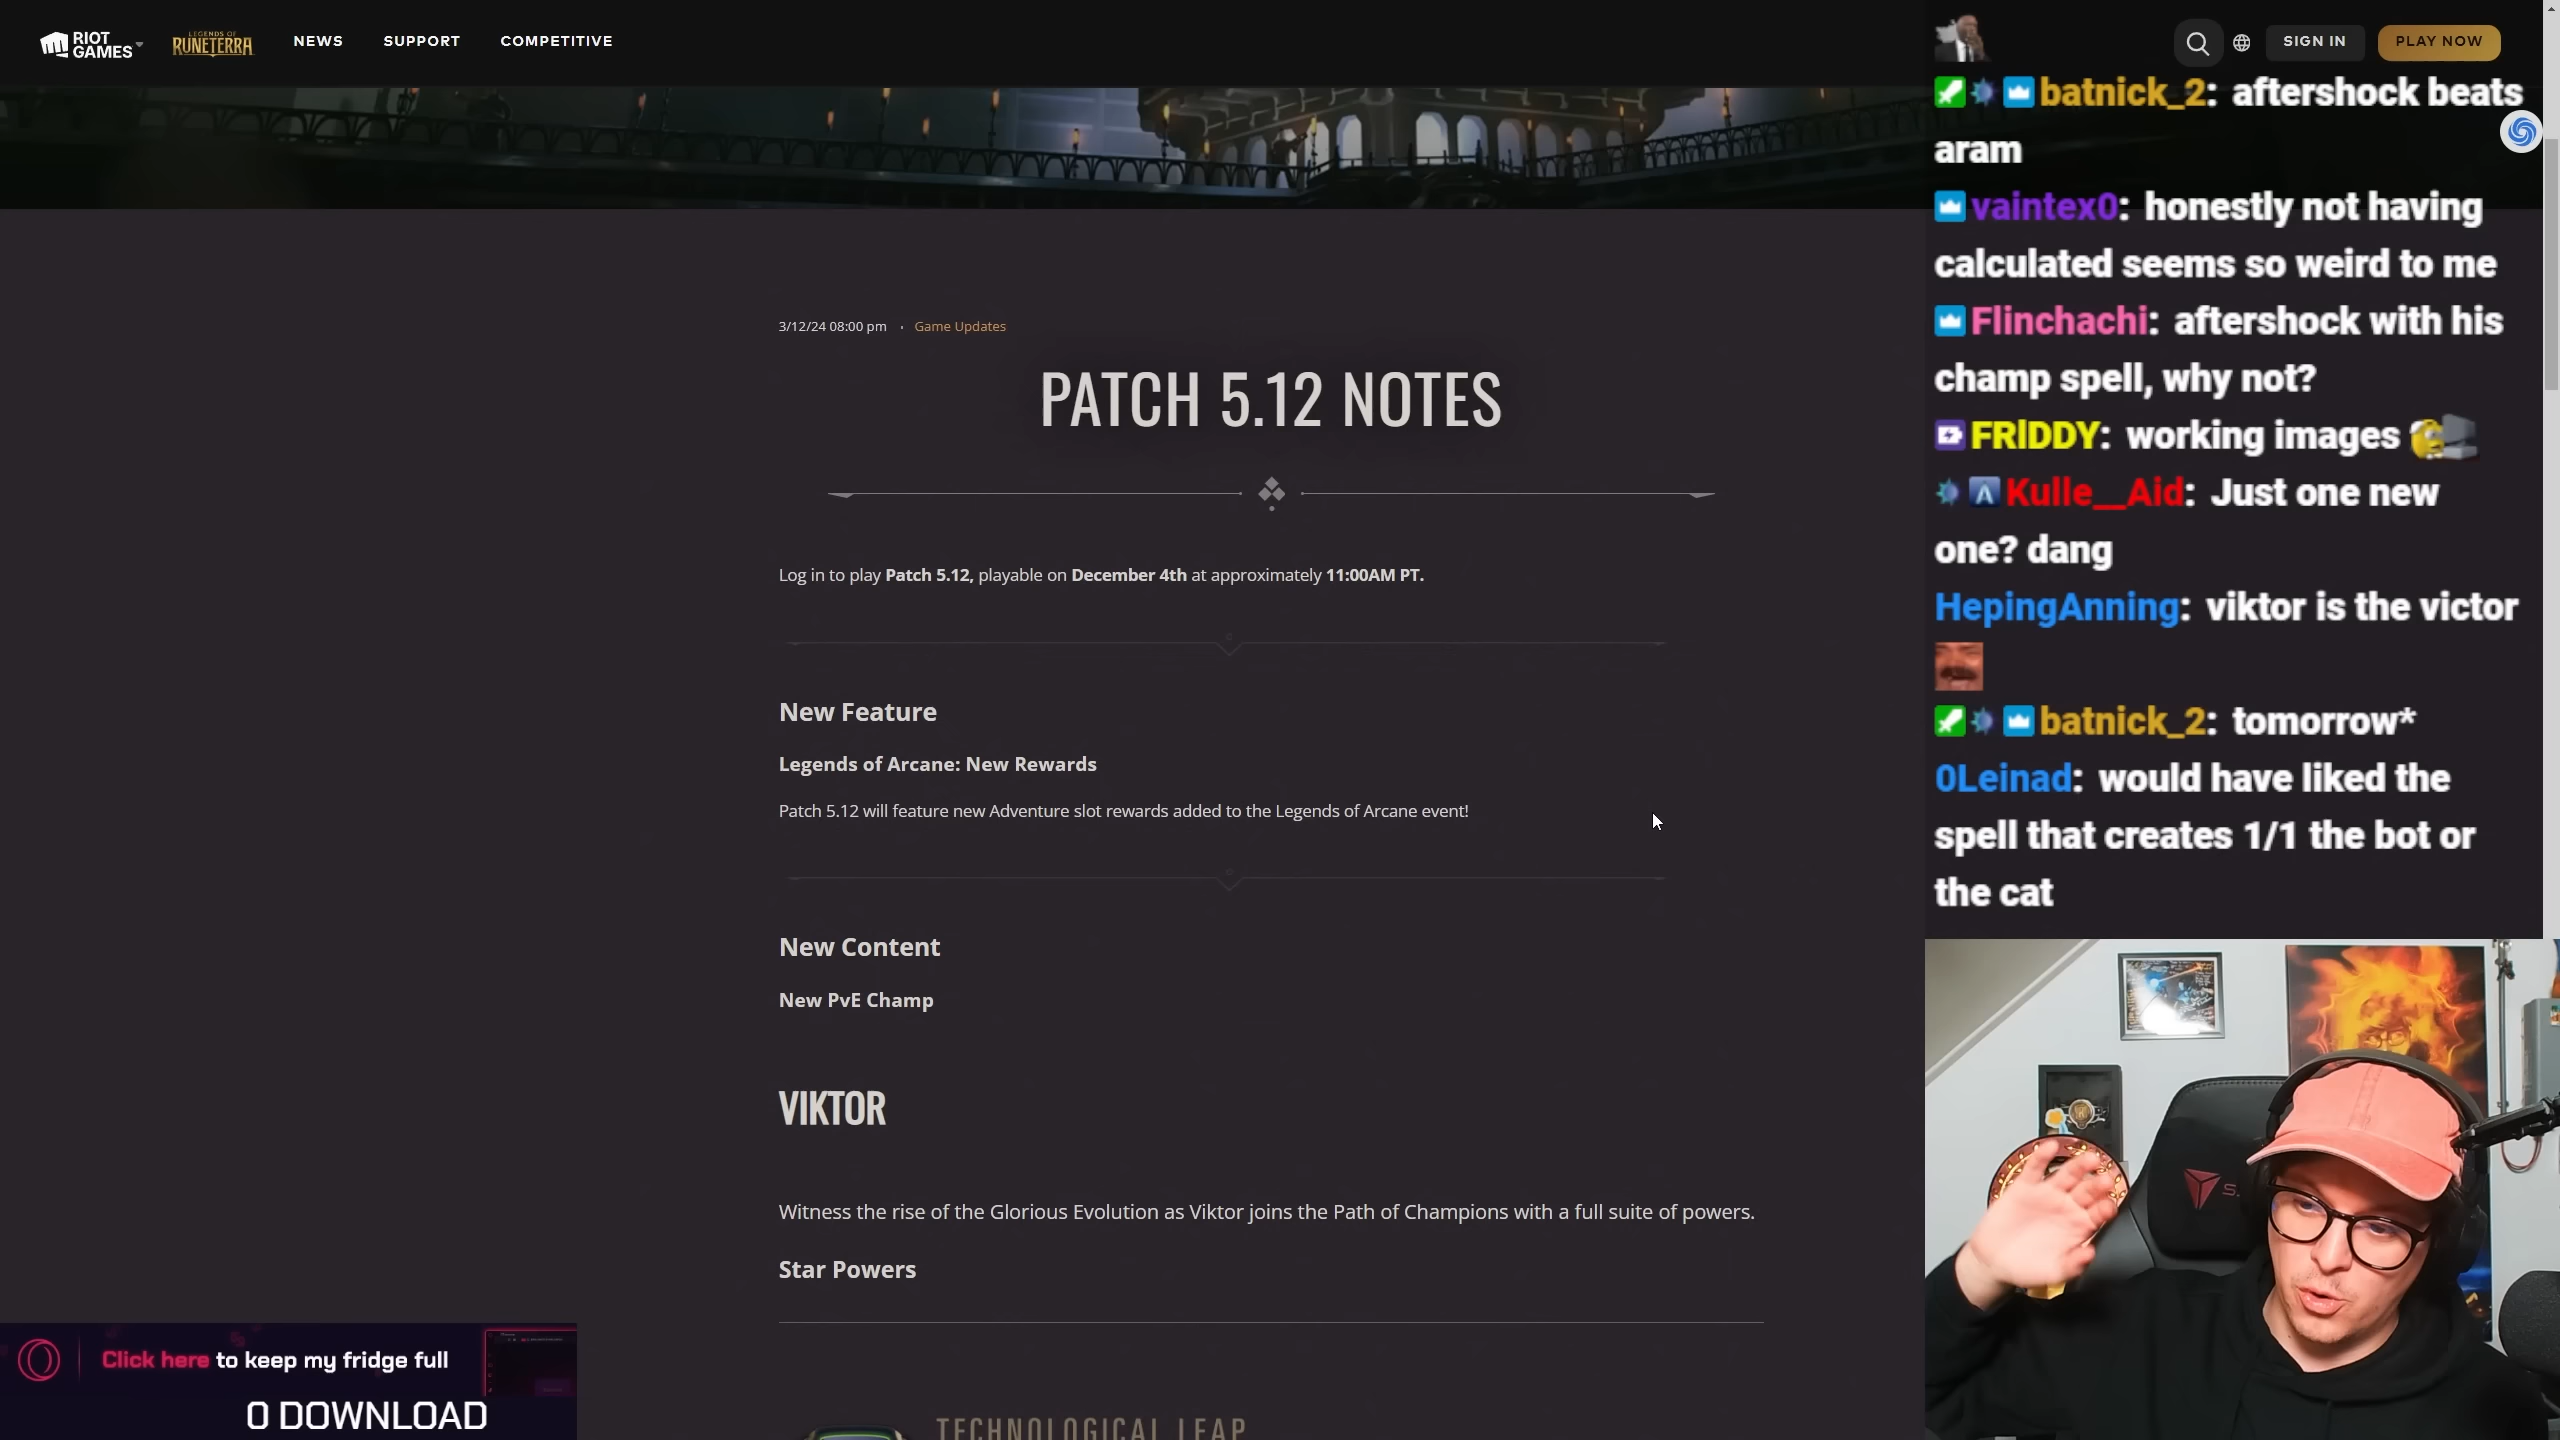 RIOT GAMES
LEGENDS OF RUNETERRA
NEWS
SUPPORT
COMPETITIVE
SIGN IN
PLAY NOW
3/12/24 08:00 pm • Game Updates
PATCH 5.12 NOTES
Log in to play Patch 5.12, playable on December 4th at approximately 11:00AM PT.
New Feature
Legends of Arcane: New Rewards
Patch 5.12 will feature new Adventure slot rewards added to the Legends of Arcane event!
New Content
New PvE Champ
VIKTOR
Witness the rise of the Glorious Evolution as Viktor joins the Path of Champions with a full suite of powers.
Star Powers
TECHNOLOGICAL LEAP
Click here to keep my fridge full
0 DOWNLOAD
batnick_2: aftershock beats
aram
vaintex0: honestly not having
calculated seems so weird to me
Flinchachi: aftershock with his
champ spell, why not?
FRlDDY: working images
Kulle__Aid: Just one new
one? dang
HepingAnning: viktor is the victor
batnick_2: tomorrow*
0Leinad: would have liked the
spell that creates 1/1 the bot or
the cat